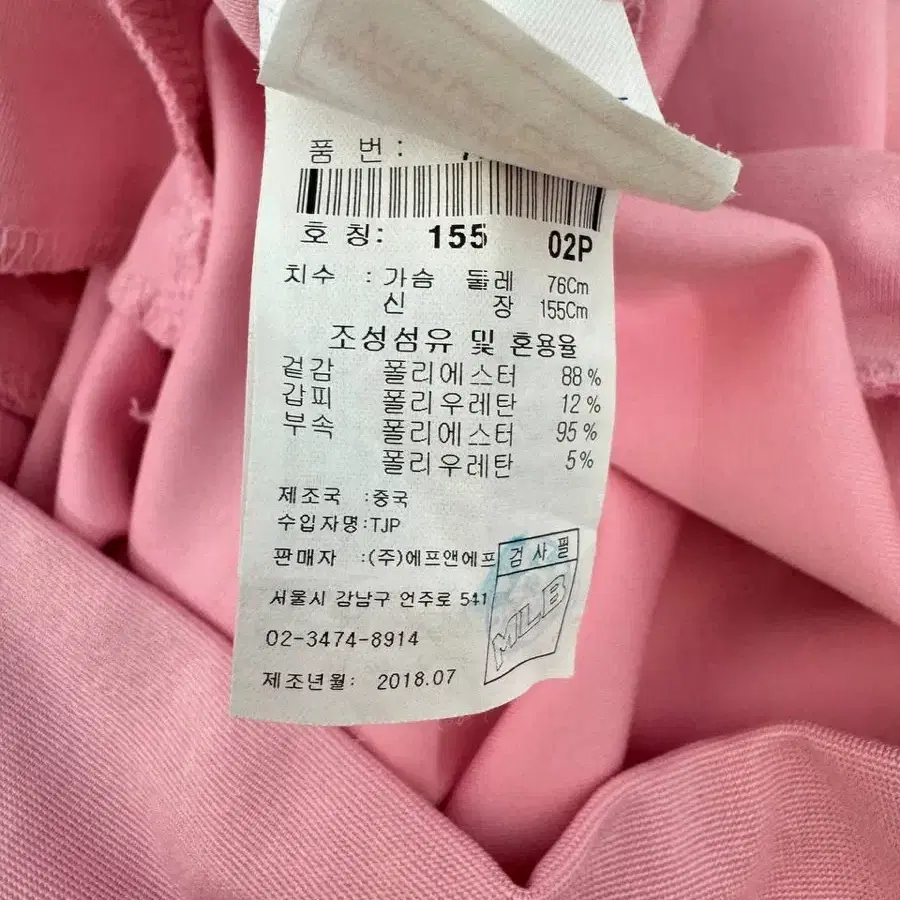 품 번 :
호 칭: 155 02P
치수 : 가슴 둘레 76Cm
신 장 155Cm
조성섬유 및 혼용율
겉감 폴리에스터 88 %
갑피 폴리우레탄 12 %
부속 폴리에스터 95 %
폴리우레탄 5%
제조국 :중국
수입자명:TJP
판매자 :(주)에프앤에프
검 사 필
MLB
서울시 강남구 언주로 541
02-3474-8914
제조년월: 2018.07